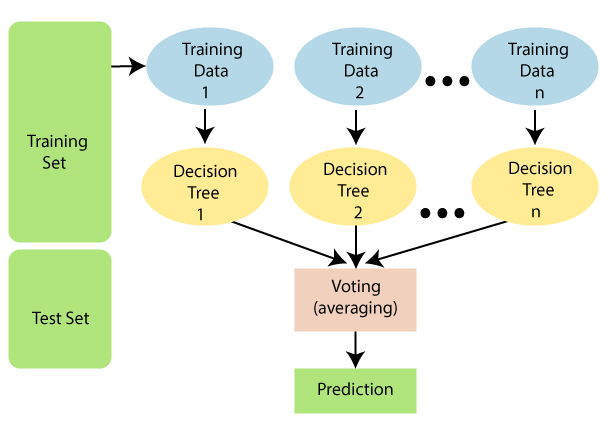 Training
Set
Test Set
Training
Data
1
Training
Data
2
Training
Data
n
Decision
Tree
1
Decision
Tree
2
Decision
Tree
n
Voting
(averaging)
Prediction